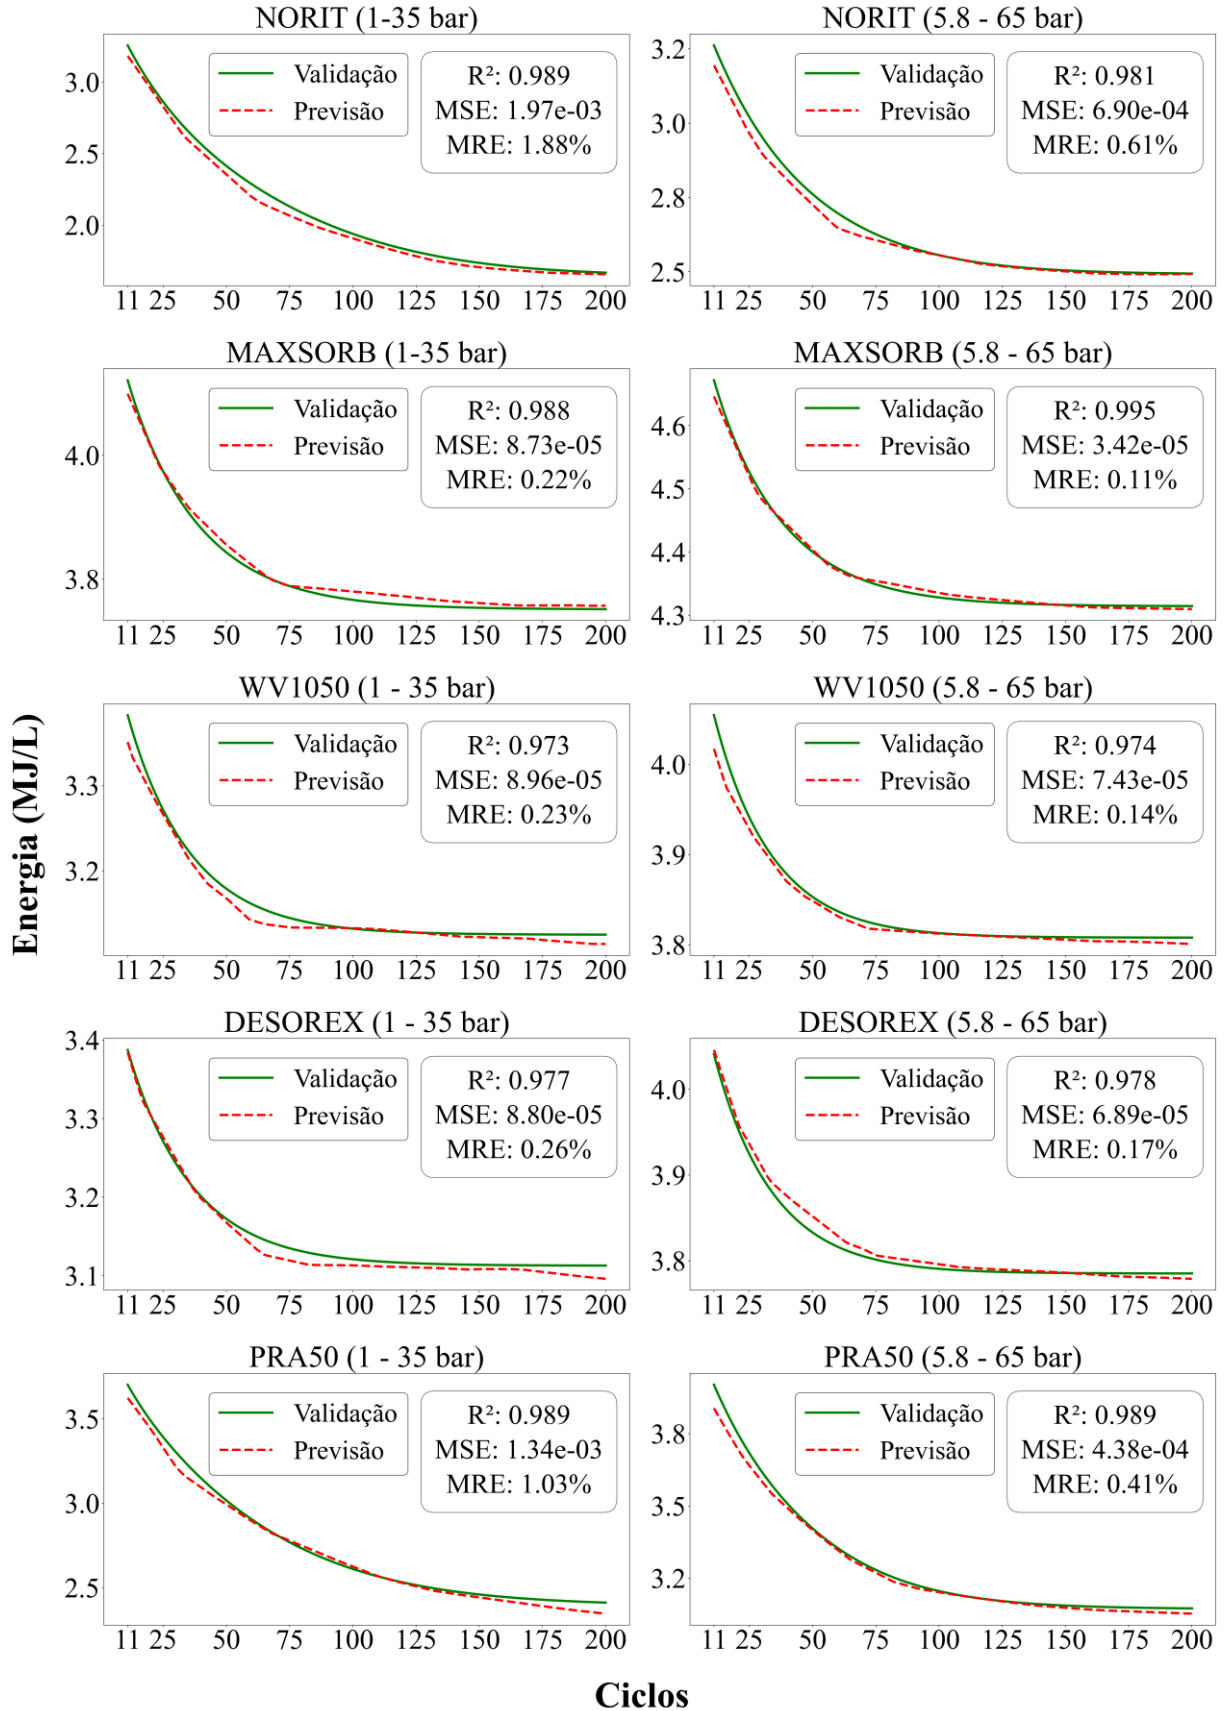 NORIT (1-35 bar)
Validação
Previsão
R²: 0.989
MSE: 1.97e-03
MRE: 1.88%
3.0
2.5
2.0
11 25 50 75 100 125 150 175 200
NORIT (5.8 - 65 bar)
Validação
Previsão
R²: 0.981
MSE: 6.90e-04
MRE: 0.61%
3.2
3.0
2.8
2.5
11 25 50 75 100 125 150 175 200
MAXSORB (1-35 bar)
Validação
Previsão
R²: 0.988
MSE: 8.73e-05
MRE: 0.22%
4.0
3.8
11 25 50 75 100 125 150 175 200
MAXSORB (5.8 - 65 bar)
Validação
Previsão
R²: 0.995
MSE: 3.42e-05
MRE: 0.11%
4.6
4.5
4.4
4.3
11 25 50 75 100 125 150 175 200
Energia (MJ/L)
WV1050 (1 - 35 bar)
Validação
Previsão
R²: 0.973
MSE: 8.96e-05
MRE: 0.23%
3.3
3.2
11 25 50 75 100 125 150 175 200
WV1050 (5.8 - 65 bar)
Validação
Previsão
R²: 0.974
MSE: 7.43e-05
MRE: 0.14%
4.0
3.9
3.8
11 25 50 75 100 125 150 175 200
DESOREX (1 - 35 bar)
Validação
Previsão
R²: 0.977
MSE: 8.80e-05
MRE: 0.26%
3.4
3.3
3.2
3.1
11 25 50 75 100 125 150 175 200
DESOREX (5.8 - 65 bar)
Validação
Previsão
R²: 0.978
MSE: 6.89e-05
MRE: 0.17%
4.0
3.9
3.8
11 25 50 75 100 125 150 175 200
PRA50 (1 - 35 bar)
Validação
Previsão
R²: 0.989
MSE: 1.34e-03
MRE: 1.03%
3.5
3.0
2.5
11 25 50 75 100 125 150 175 200
PRA50 (5.8 - 65 bar)
Validação
Previsão
R²: 0.989
MSE: 4.38e-04
MRE: 0.41%
3.8
3.5
3.2
11 25 50 75 100 125 150 175 200
Ciclos